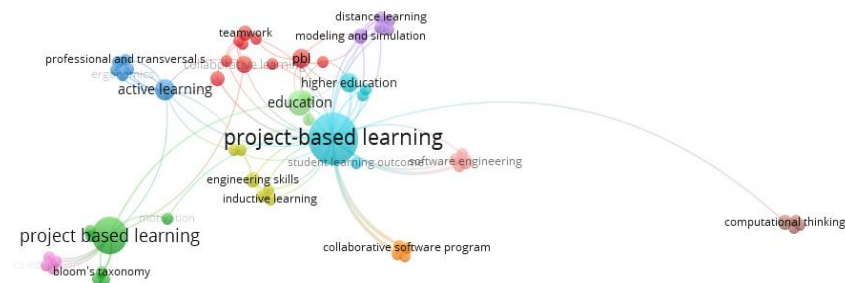 distance learning
teamwork
modeling and simulation
professional and transversal s
pbl
collaborative learning
ergonomics
higher education
active learning
education
project-based learning
student learning outcome
software engineering
engineering skills
inductive learning
motivation
computational thinking
project based learning
collaborative software program
bloom's taxonomy